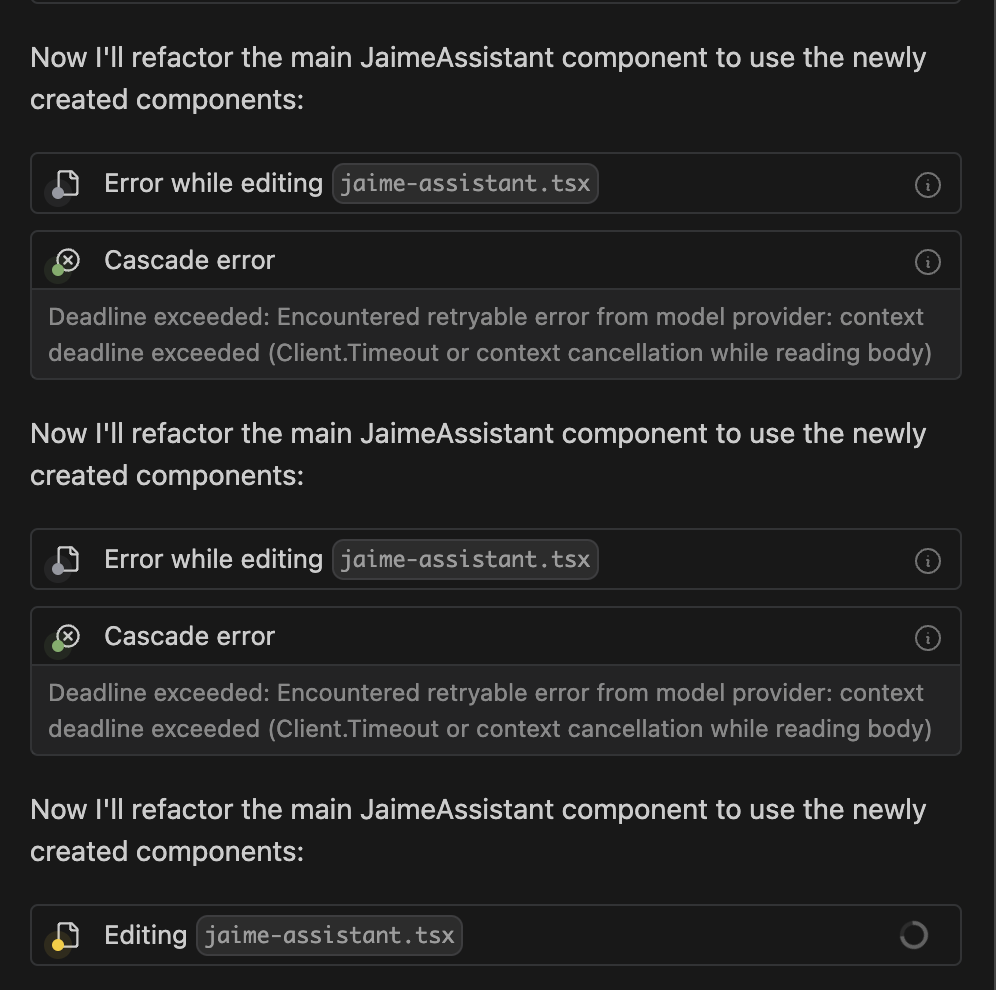 Now I'll refactor the main JaimeAssistant component to use the newly
created components:
Error while editing jaime-assistant.tsx
Cascade error
Deadline exceeded: Encountered retryable error from model provider: context
deadline exceeded (Client.Timeout or context cancellation while reading body)
Now I'll refactor the main JaimeAssistant component to use the newly
created components:
Error while editing jaime-assistant.tsx
Cascade error
Deadline exceeded: Encountered retryable error from model provider: context
deadline exceeded (Client.Timeout or context cancellation while reading body)
Now I'll refactor the main JaimeAssistant component to use the newly
created components:
Editing jaime-assistant.tsx